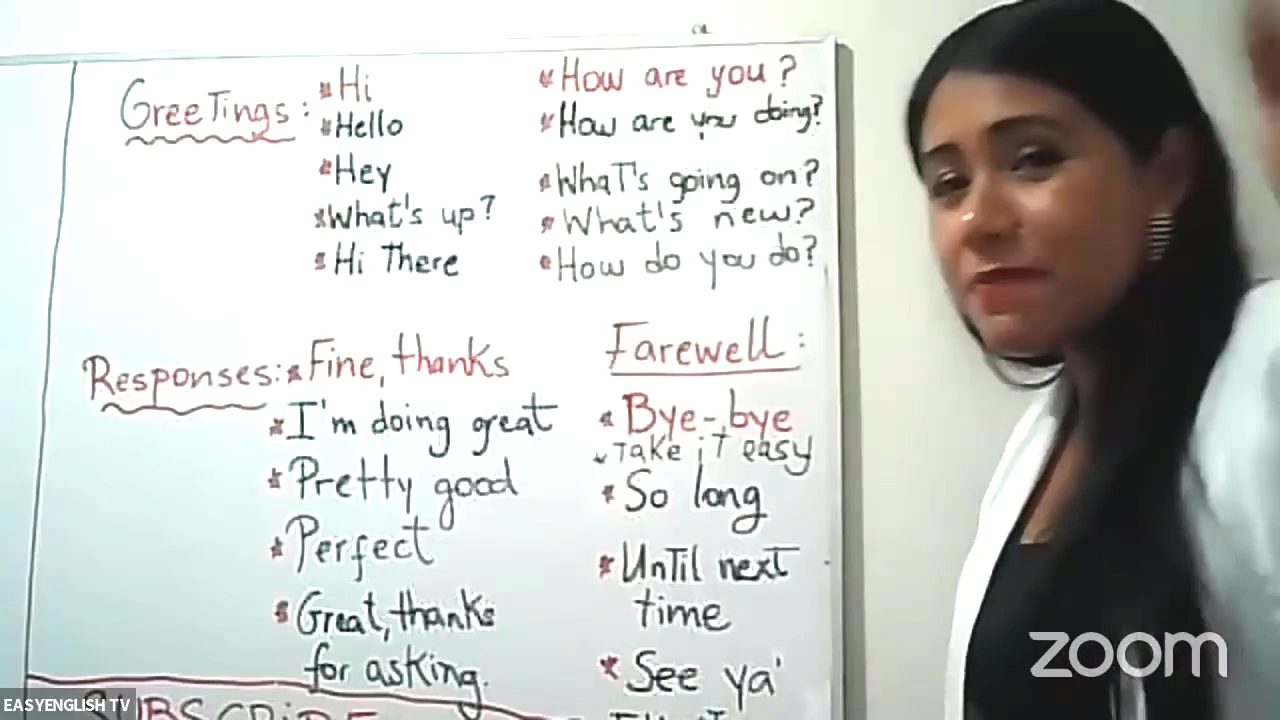 Greetings:
* Hi
* Hello
* Hey
* What's up?
* Hi There
* How are you?
* How are you doing?
* What's going on?
* What's new?
* How do you do?
Responses:
* Fine, thanks
* I'm doing great
* Pretty good
* Perfect
* Great, thanks
for asking.
Farewell:
* Bye-bye
* Take it easy
* So long
* Until next
time
* See ya'
SUBSCRIBE
EASYENGLISH TV
zoom